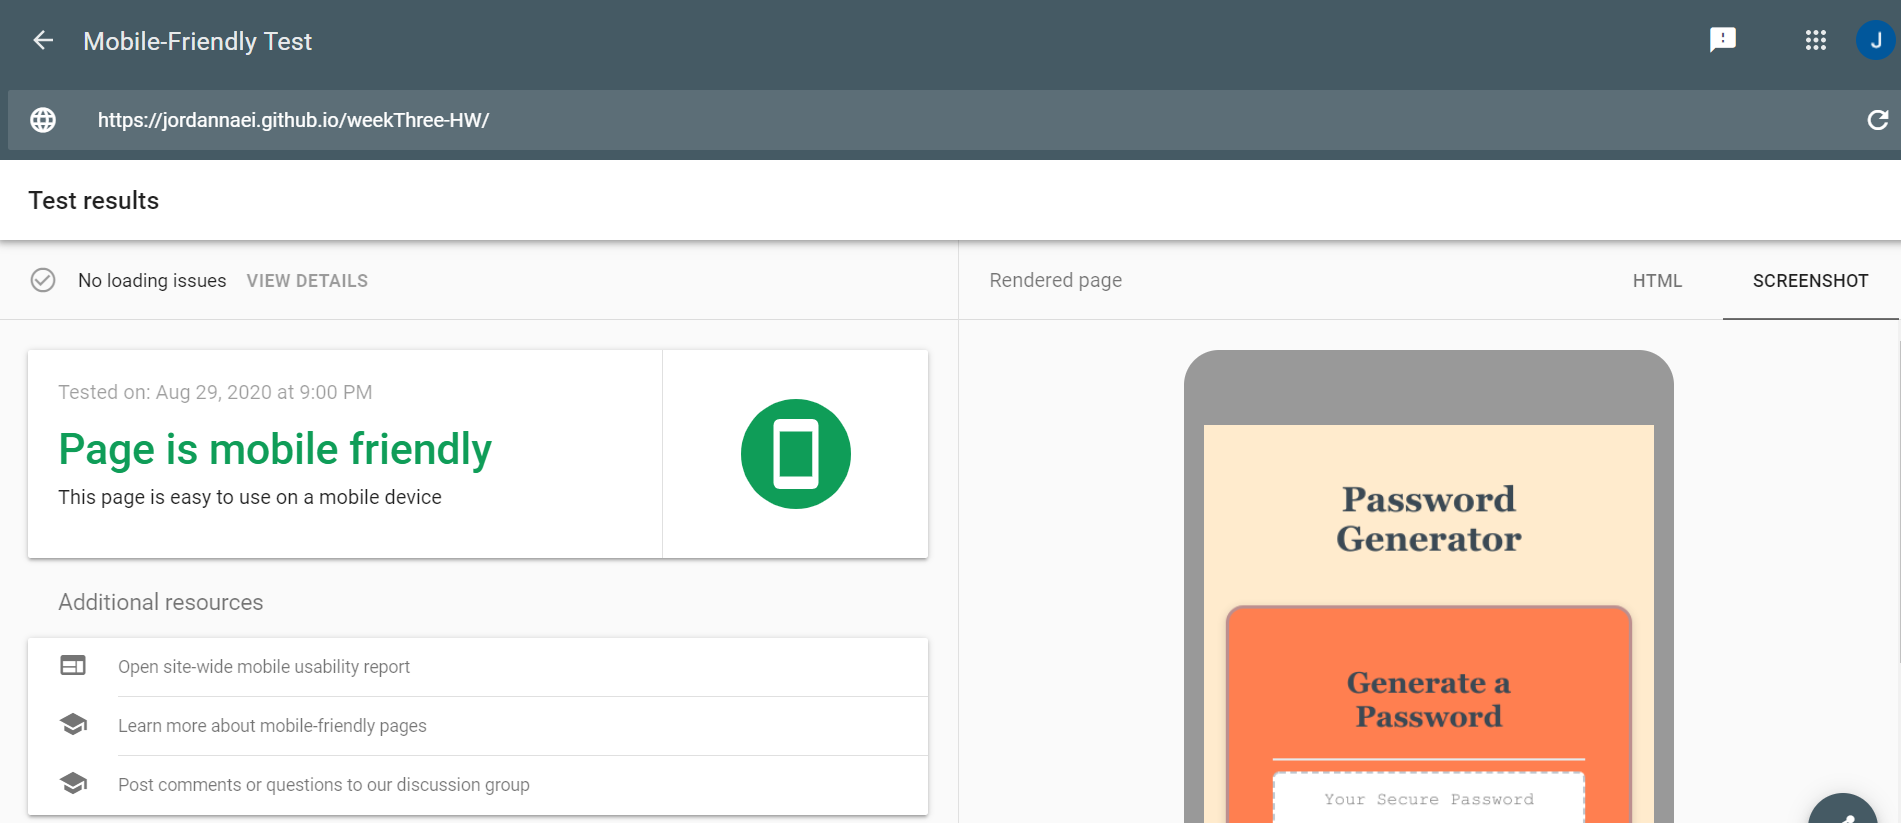 Mobile-Friendly Test
J
https://jordannaei.github.io/weekThree-HW/
Test results
No loading issues VIEW DETAILS
Rendered page HTML SCREENSHOT
Tested on: Aug 29, 2020 at 9:00 PM
Page is mobile friendly
This page is easy to use on a mobile device
Additional resources
Open site-wide mobile usability report
Learn more about mobile-friendly pages
Post comments or questions to our discussion group
Password
Generator
Generate a
Password
Your Secure Password